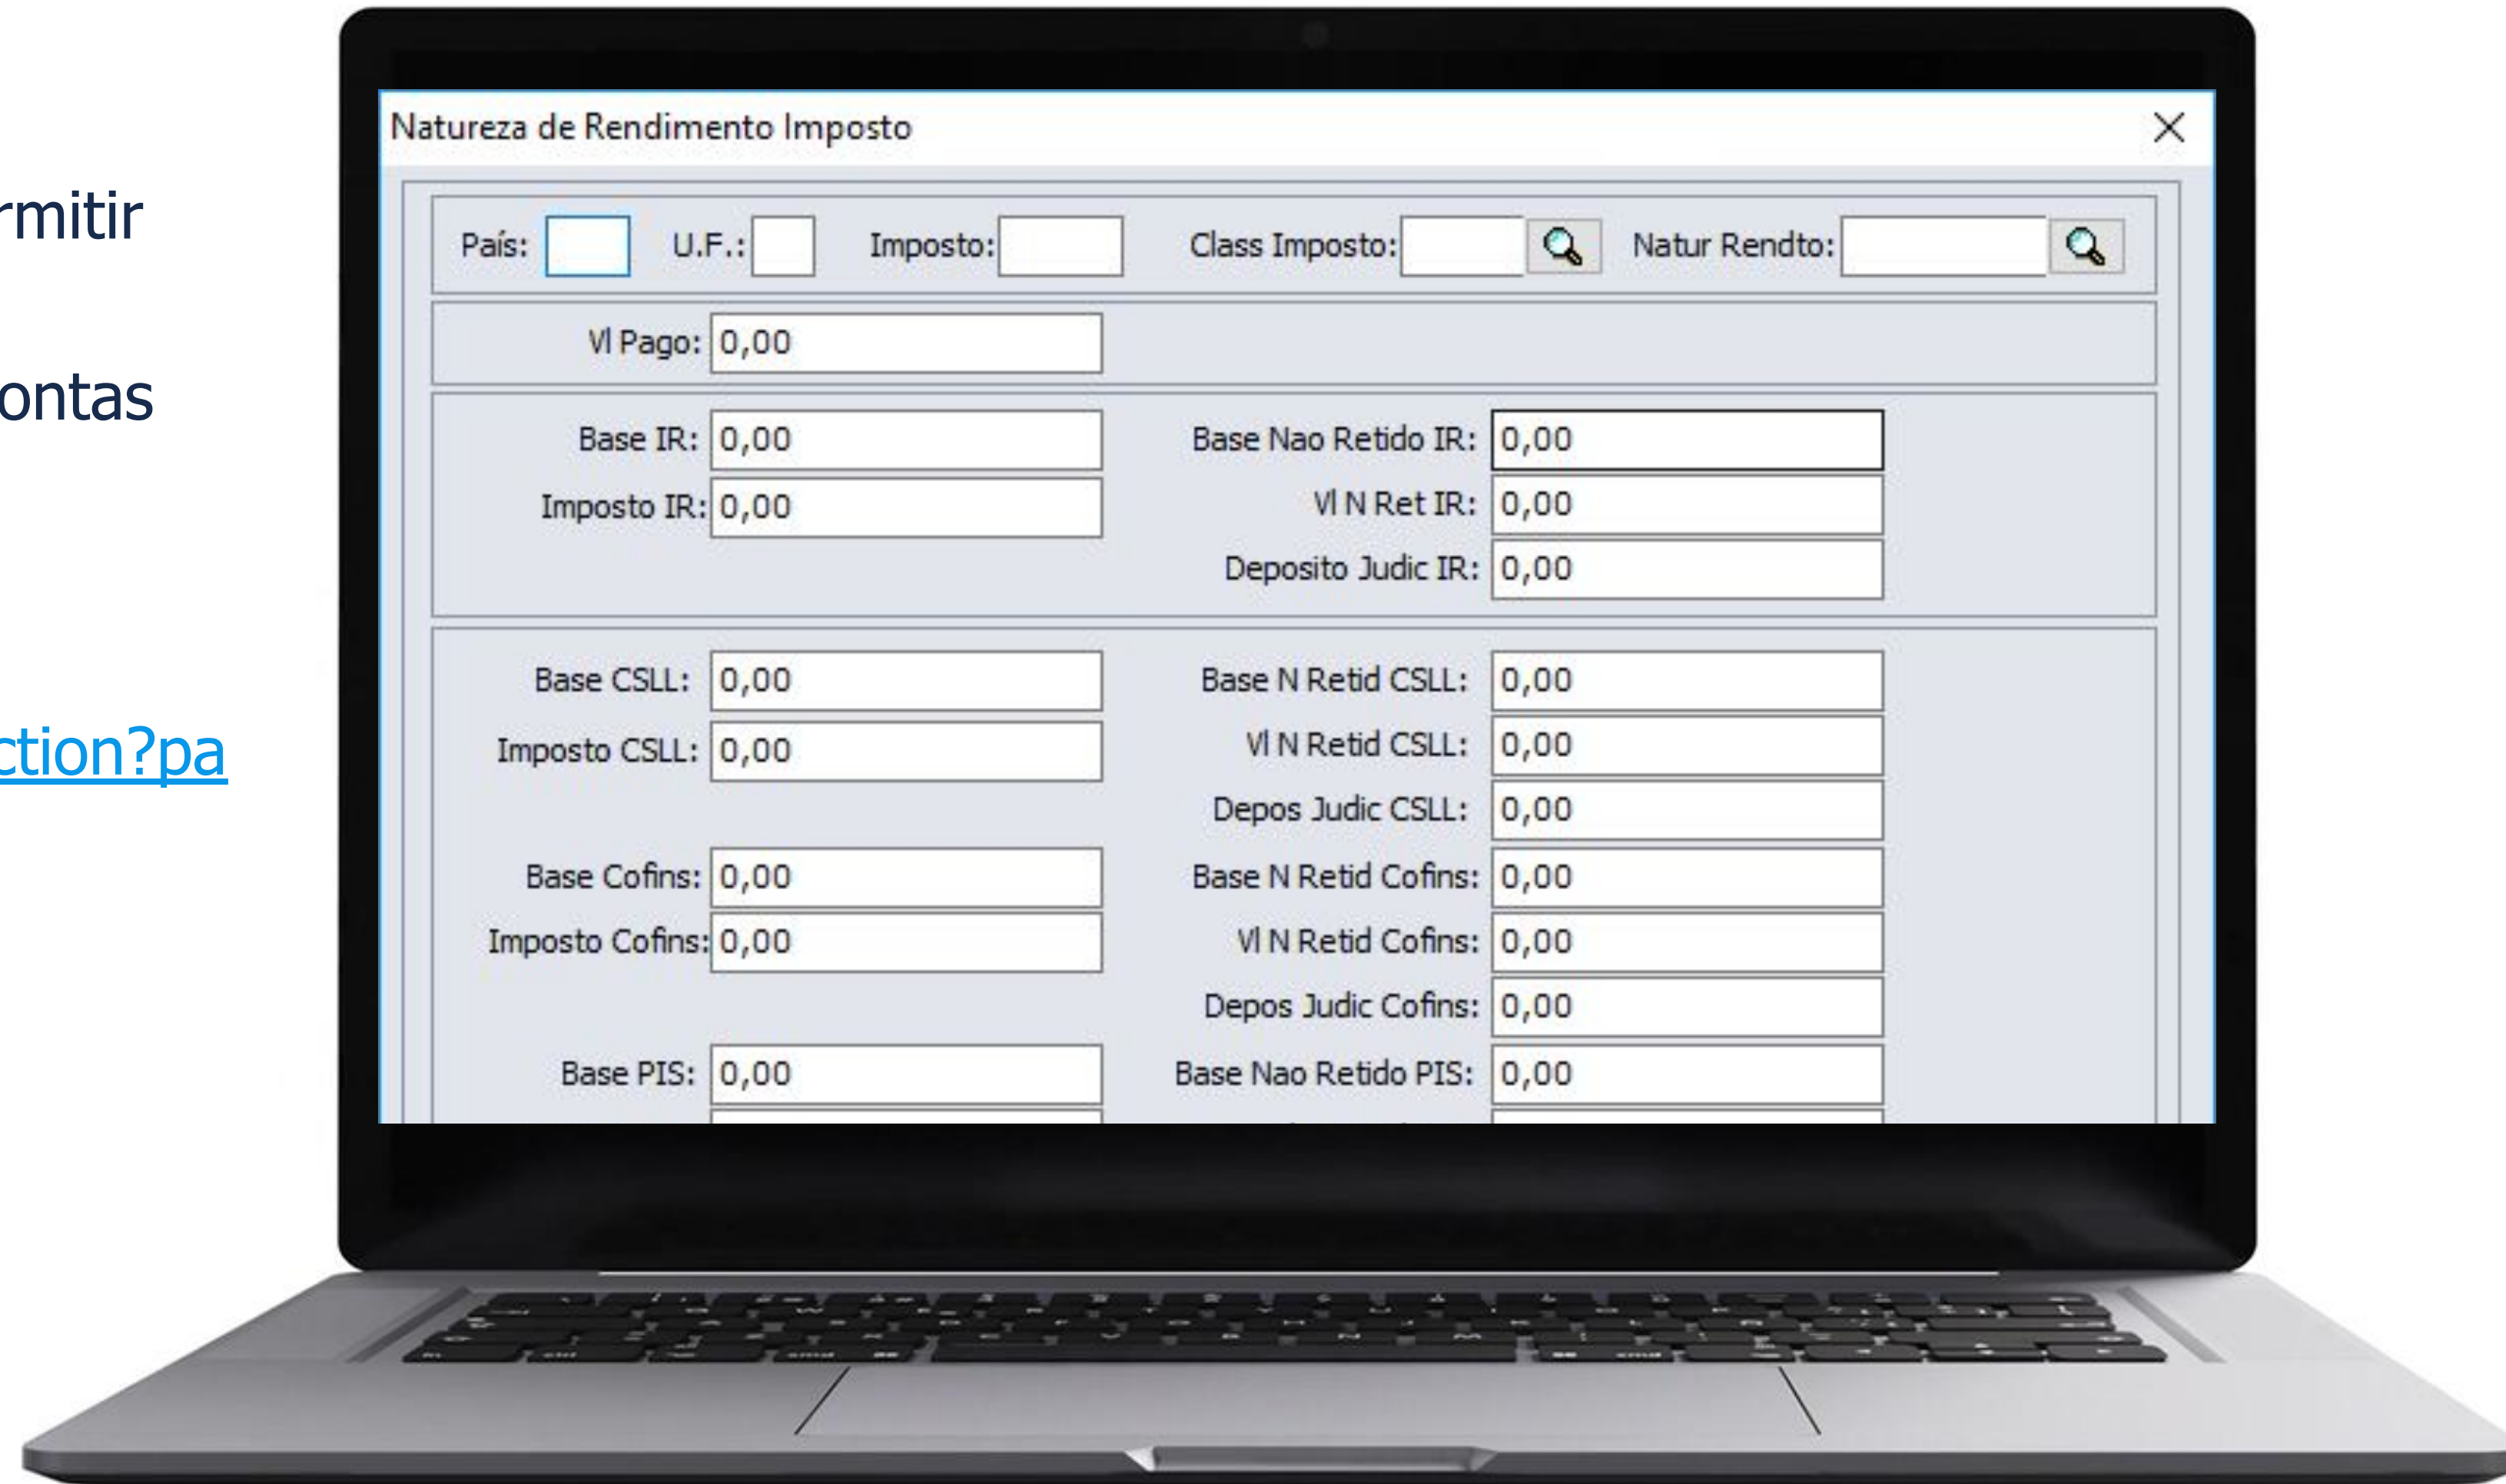 rmitir
ontas
ction?pa
Natureza de Rendimento Imposto
País: U.F.: Imposto: Class Imposto: Natur Rendto:
Vl Pago: 0,00
Base IR: 0,00 Base Nao Retido IR: 0,00
Imposto IR: 0,00 Vl N Ret IR: 0,00
Deposito Judic IR: 0,00
Base CSLL: 0,00 Base N Retid CSLL: 0,00
Imposto CSLL: 0,00 Vl N Retid CSLL: 0,00
Depos Judic CSLL: 0,00
Base Cofins: 0,00 Base N Retid Cofins: 0,00
Imposto Cofins: 0,00 Vl N Retid Cofins: 0,00
Depos Judic Cofins: 0,00
Base PIS: 0,00 Base Nao Retido PIS: 0,00